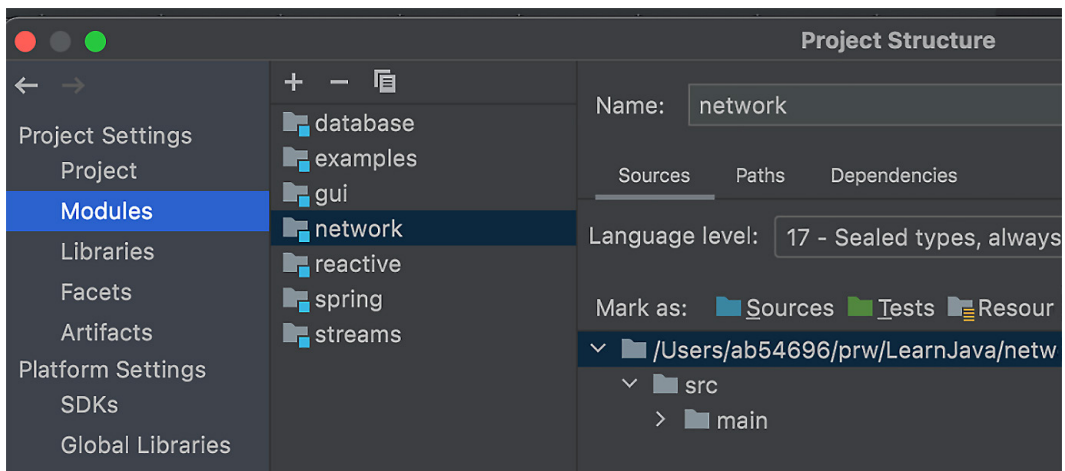 Project Structure
Project Settings
Project
Modules
Libraries
Facets
Artifacts
Platform Settings
SDKs
Global Libraries
database
examples
gui
network
reactive
spring
streams
Name: network
Sources Paths Dependencies
Language level: 17 - Sealed types, always
Mark as: Sources Tests Resour
/Users/ab54696/prw/LearnJava/netw
src
main